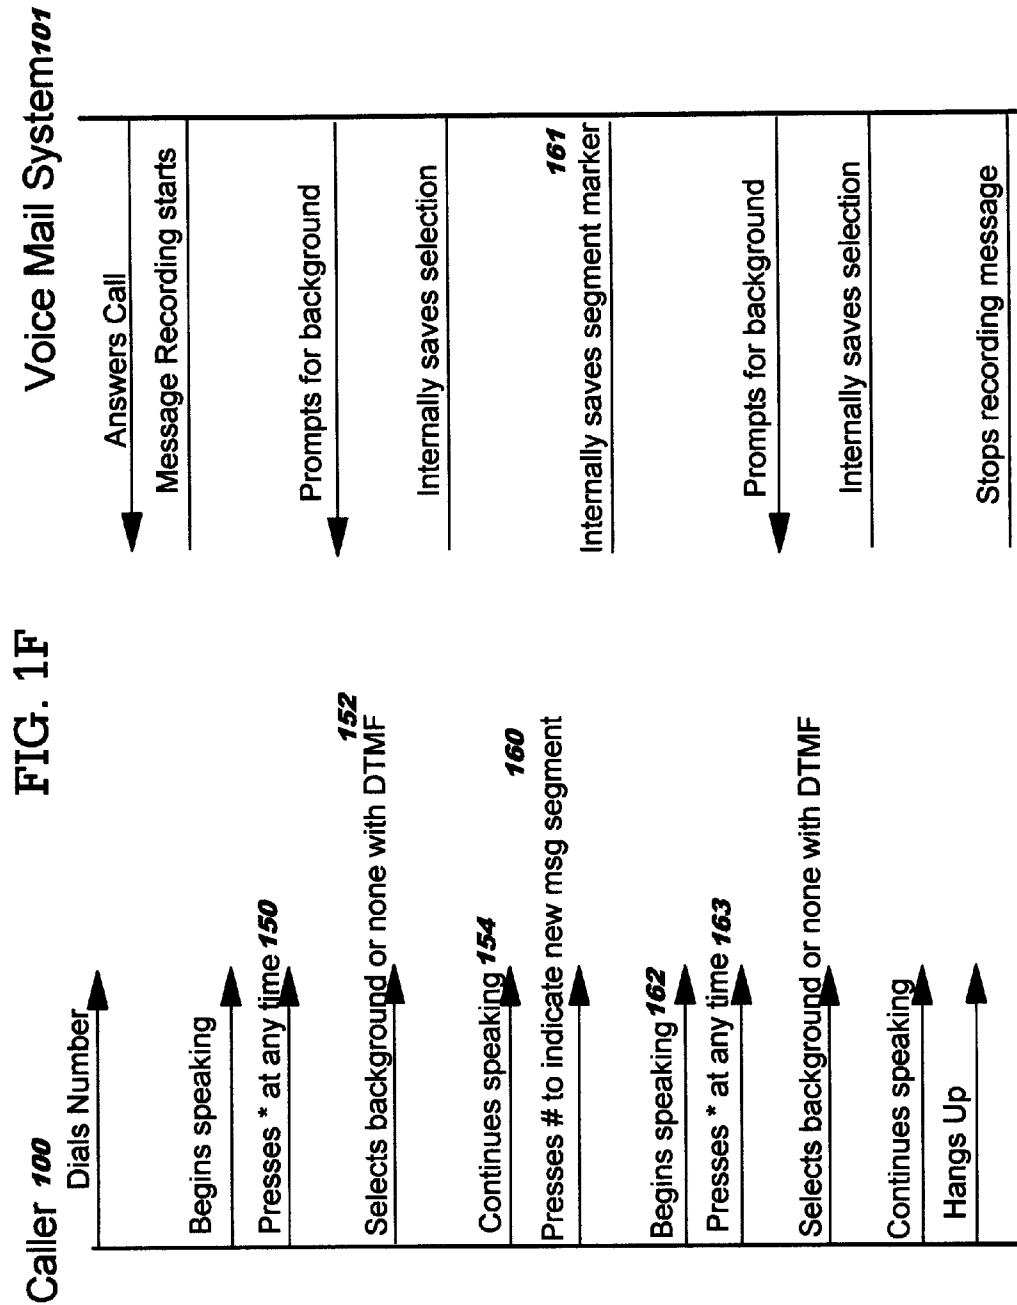 FIG. 1F
Caller 100
Voice Mail System 101
Dials Number
Answers Call
Message Recording starts
Begins speaking
Presses * at any time 150
Prompts for background
152
Selects background or none with DTMF
Internally saves selection
Continues speaking 154
160
Presses # to indicate new msg segment
161
Internally saves segment marker
Begins speaking 162
Presses * at any time 163
Prompts for background
Selects background or none with DTMF
Internally saves selection
Continues speaking
Hangs Up
Stops recording message